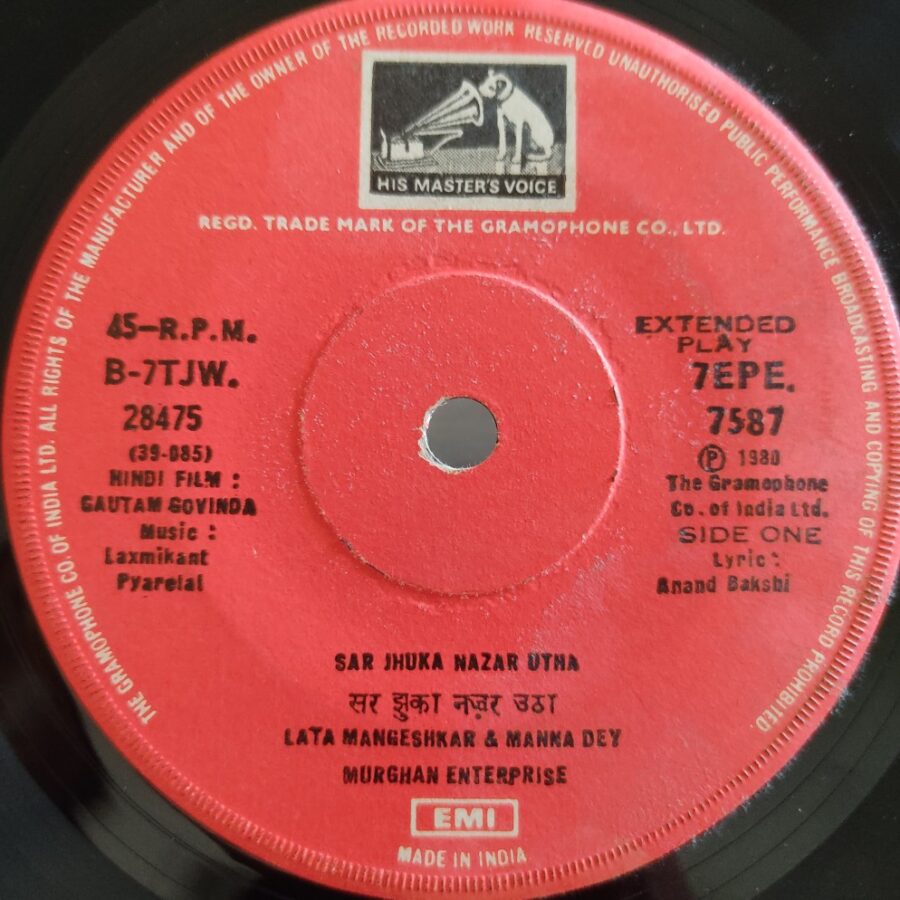 THE GRAMOPHONE CO. OF INDIA LTD. ALL RIGHTS OF THE MANUFACTURER AND OF THE OWNER OF THE RECORDED WORK RESERVED UNAUTHORISED PUBLIC PERFORMANCE BROADCASTING AND COPYING OF THIS RECORD PROHIBITED.
HIS MASTER'S VOICE
REGD. TRADE MARK OF THE GRAMOPHONE CO., LTD.
45-R.P.M.
B-7TJW.
28475
(39-085)
HINDI FILM :
GAUTAM GOVINDA
Music :
Laxmikant
Pyarelal
EXTENDED
PLAY
7EPE.
7587
Ⓟ 1980
The Gramophone
Co. of India Ltd.
SIDE ONE
Lyric :
Anand Bakshi
SAR JHUKA NAZAR UTHA
सर झुका नज़र उठा
LATA MANGESHKAR & MANNA DEY
MURGHAN ENTERPRISE
EMI
MADE IN INDIA